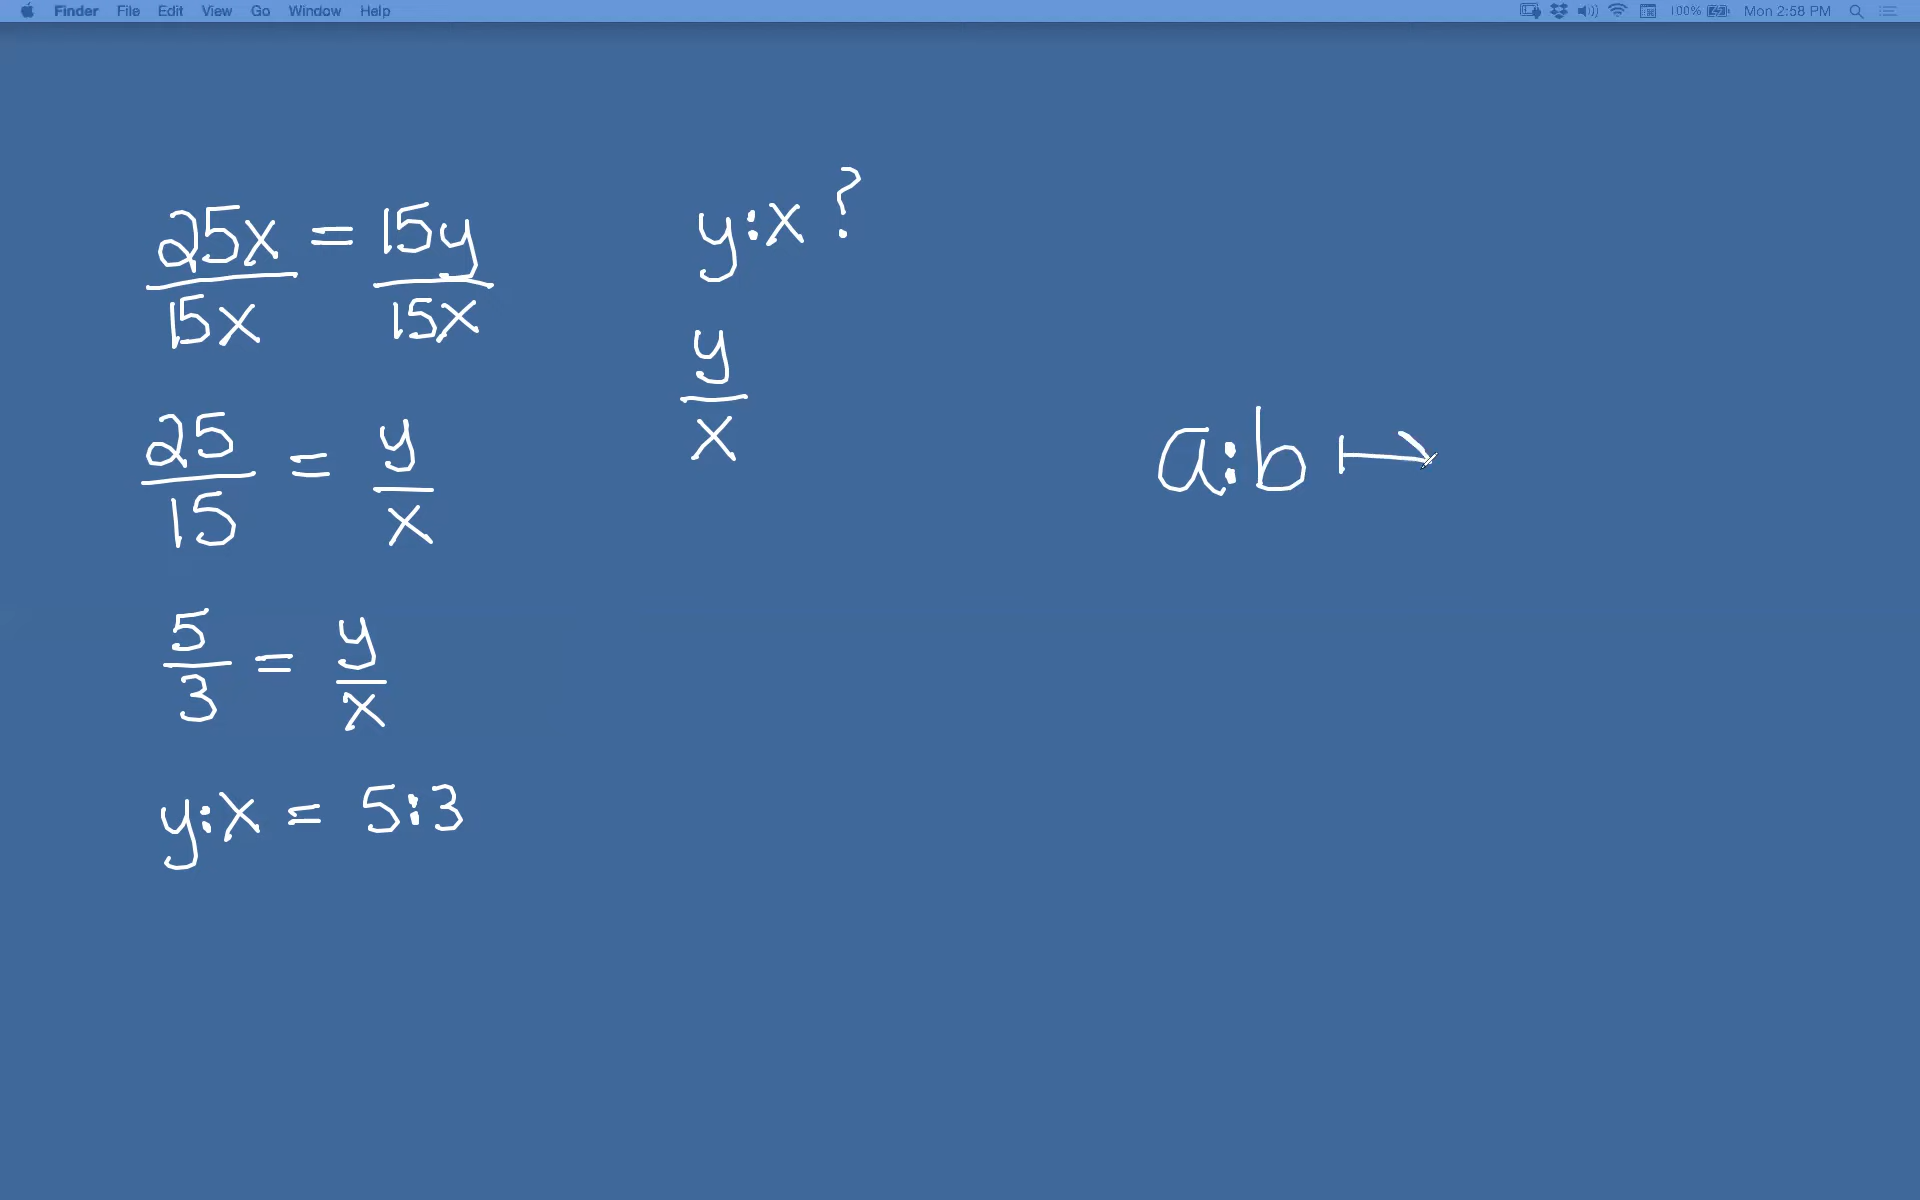 Finder File Edit View Go Window Help 100% Mon 2:58 PM
25x = 15y
15x 15x
25 = y
15 x
5 = y
3 x
y:x = 5:3
y:x ?
y
x
a:b ↦